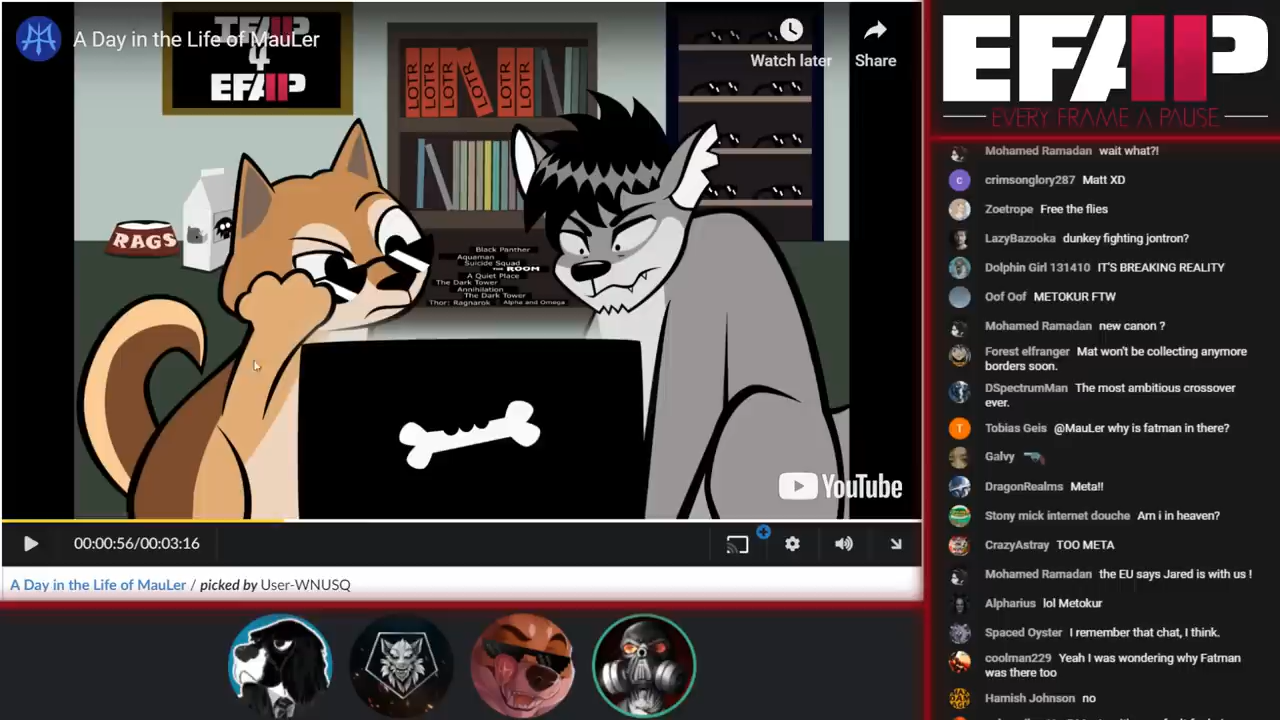 A Day in the Life of MauLer
TEAIIP
4
EFAIIP
Watch later
Share
LOTR LOTR LOTR LOTR LOTR
RAGS
Black Panther
Aquaman
Suicide Squad
THE ROOM
A Quiet Place
The Dark Tower
Annihilation
The Dark Tower
Thor: Ragnarok Alpha and Omega
YouTube
00:00:56/00:03:16
A Day in the Life of MauLer / picked by User-WNUSQ
EFAIIP
EVERY FRAME A PAUSE
Mohamed Ramadan wait what?!
crimsonglory287 Matt XD
Zoetrope Free the flies
LazyBazooka dunkey fighting jontron?
Dolphin Girl 131410 IT'S BREAKING REALITY
Oof Oof METOKUR FTW
Mohamed Ramadan new canon ?
Forest elfranger Mat won't be collecting anymore
borders soon.
DSpectrumMan The most ambitious crossover
ever.
Tobias Geis @MauLer why is fatman in there?
Galvy
DragonRealms Meta!!
Stony mick internet douche Am i in heaven?
CrazyAstray TOO META
Mohamed Ramadan the EU says Jared is with us !
Alpharius lol Metokur
Spaced Oyster I remember that chat, I think.
coolman229 Yeah I was wondering why Fatman
was there too
Hamish Johnson no